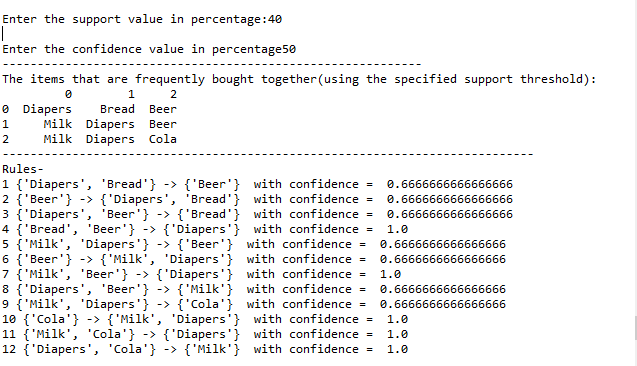 Enter the support value in percentage:40
Enter the confidence value in percentage50
------------------------------------------------------------
The items that are frequently bought together(using the specified support threshold):
         0        1     2
0  Diapers    Bread  Beer
1     Milk  Diapers  Beer
2     Milk  Diapers  Cola
----------------------------------------------------------------------------
Rules-
1 {'Diapers', 'Bread'} -> {'Beer'}  with confidence =  0.6666666666666666
2 {'Beer'} -> {'Diapers', 'Bread'}  with confidence =  0.6666666666666666
3 {'Diapers', 'Beer'} -> {'Bread'}  with confidence =  0.6666666666666666
4 {'Bread', 'Beer'} -> {'Diapers'}  with confidence =  1.0
5 {'Milk', 'Diapers'} -> {'Beer'}  with confidence =  0.6666666666666666
6 {'Beer'} -> {'Milk', 'Diapers'}  with confidence =  0.6666666666666666
7 {'Milk', 'Beer'} -> {'Diapers'}  with confidence =  1.0
8 {'Diapers', 'Beer'} -> {'Milk'}  with confidence =  0.6666666666666666
9 {'Milk', 'Diapers'} -> {'Cola'}  with confidence =  0.6666666666666666
10 {'Cola'} -> {'Milk', 'Diapers'}  with confidence =  1.0
11 {'Milk', 'Cola'} -> {'Diapers'}  with confidence =  1.0
12 {'Diapers', 'Cola'} -> {'Milk'}  with confidence =  1.0